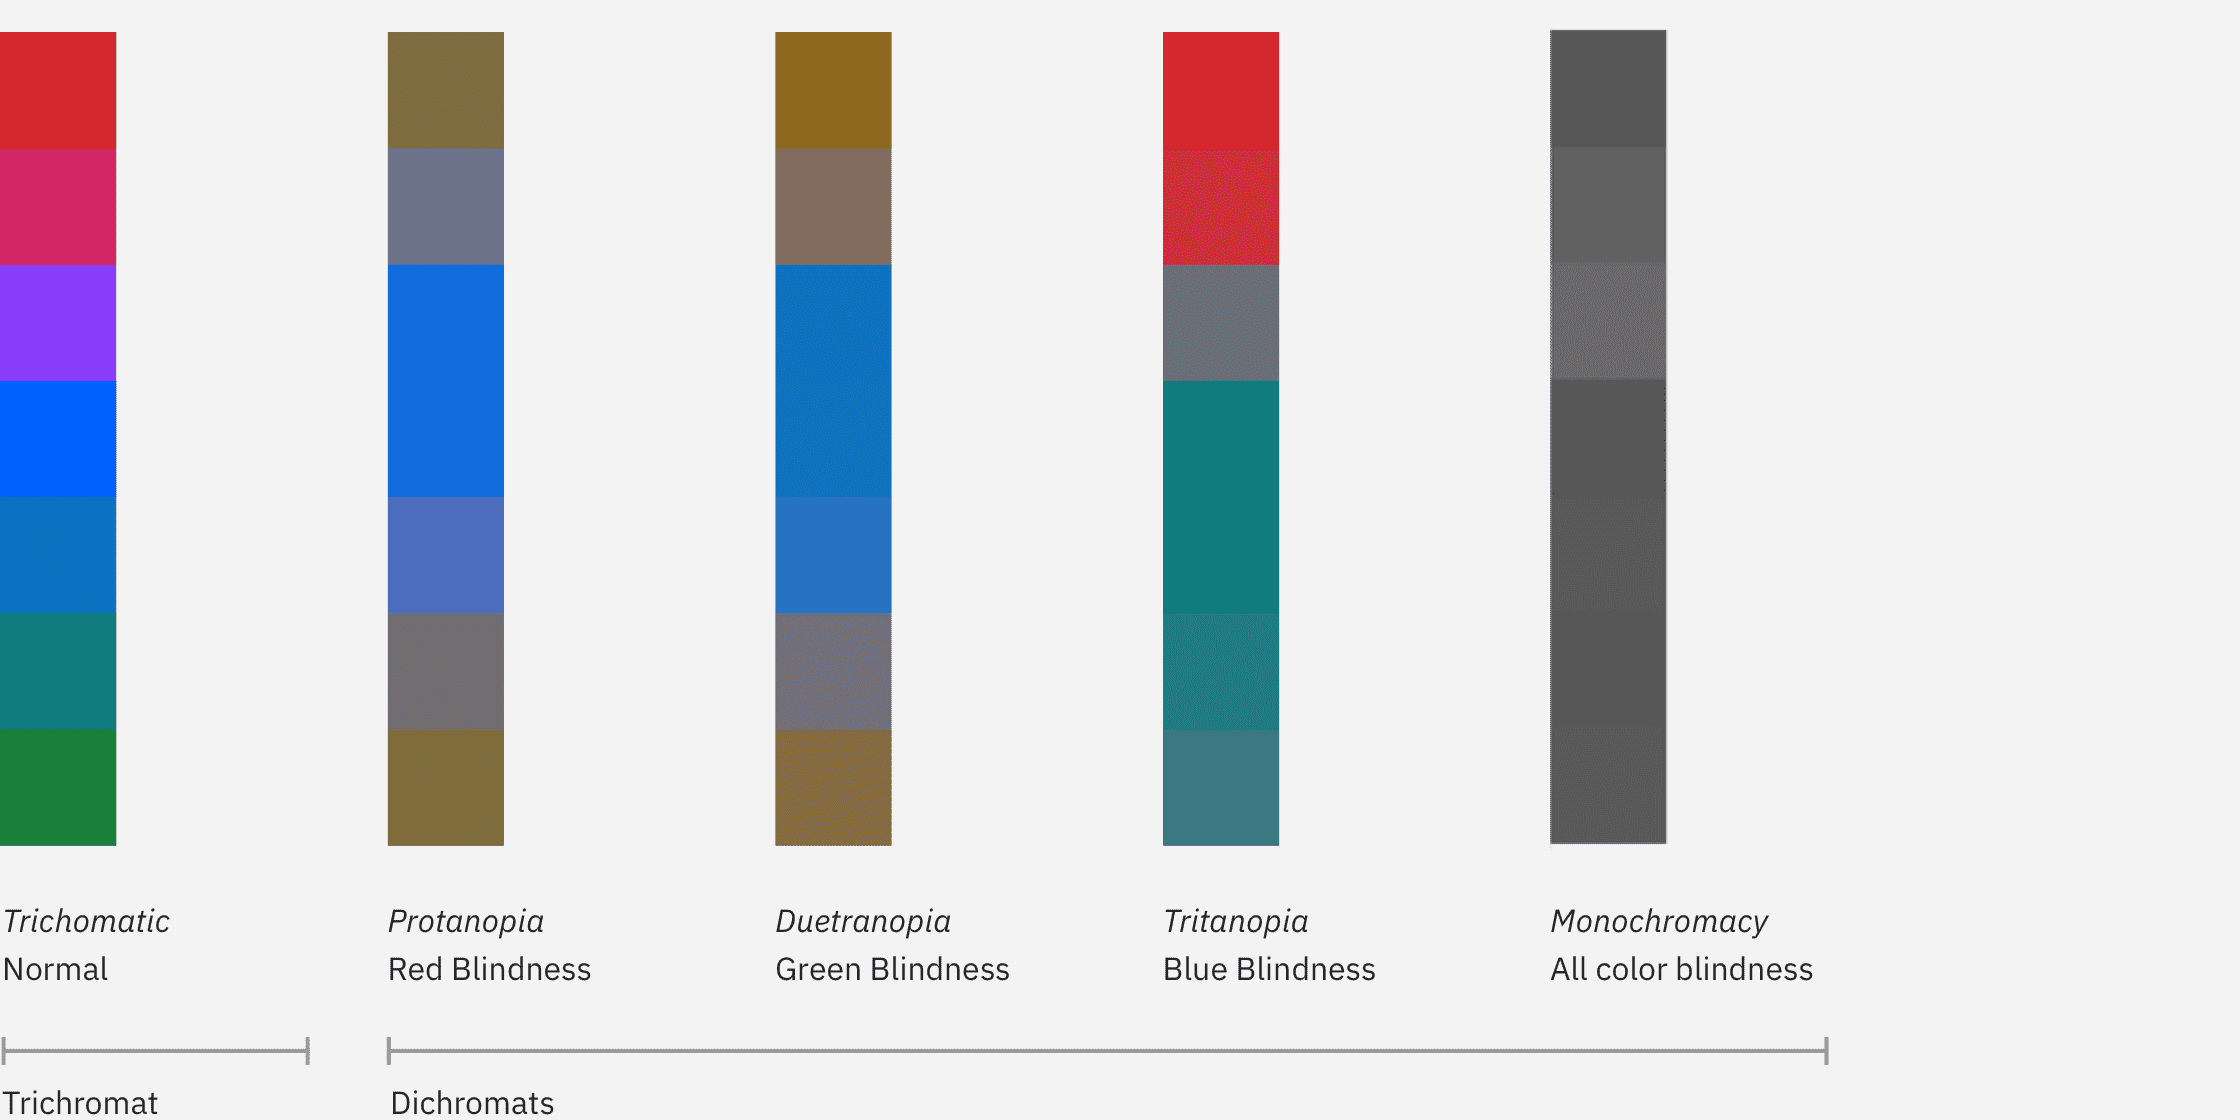 Trichomatic
Normal
Protanopia
Red Blindness
Duetranopia
Green Blindness
Tritanopia
Blue Blindness
Monochromacy
All color blindness
Trichromat
Dichromats